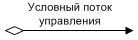 Условный поток
управления